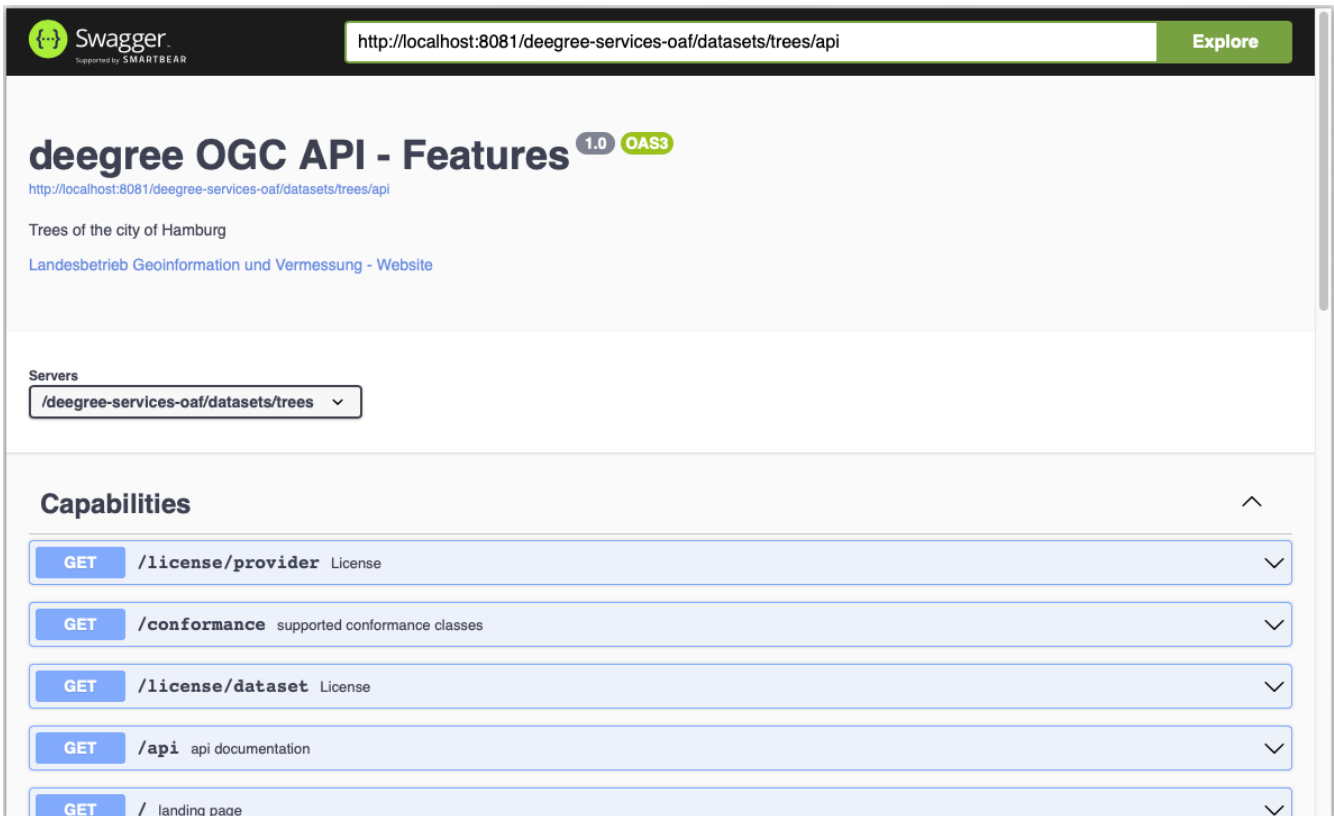 {···} Swagger.
Supported by SMARTBEAR
http://localhost:8081/deegree-services-oaf/datasets/trees/api Explore
deegree OGC API - Features 1.0 OAS3
http://localhost:8081/deegree-services-oaf/datasets/trees/api
Trees of the city of Hamburg
Landesbetrieb Geoinformation und Vermessung - Website
Servers
/deegree-services-oaf/datasets/trees
Capabilities
GET /license/provider License
GET /conformance supported conformance classes
GET /license/dataset License
GET /api api documentation
GET / landing page